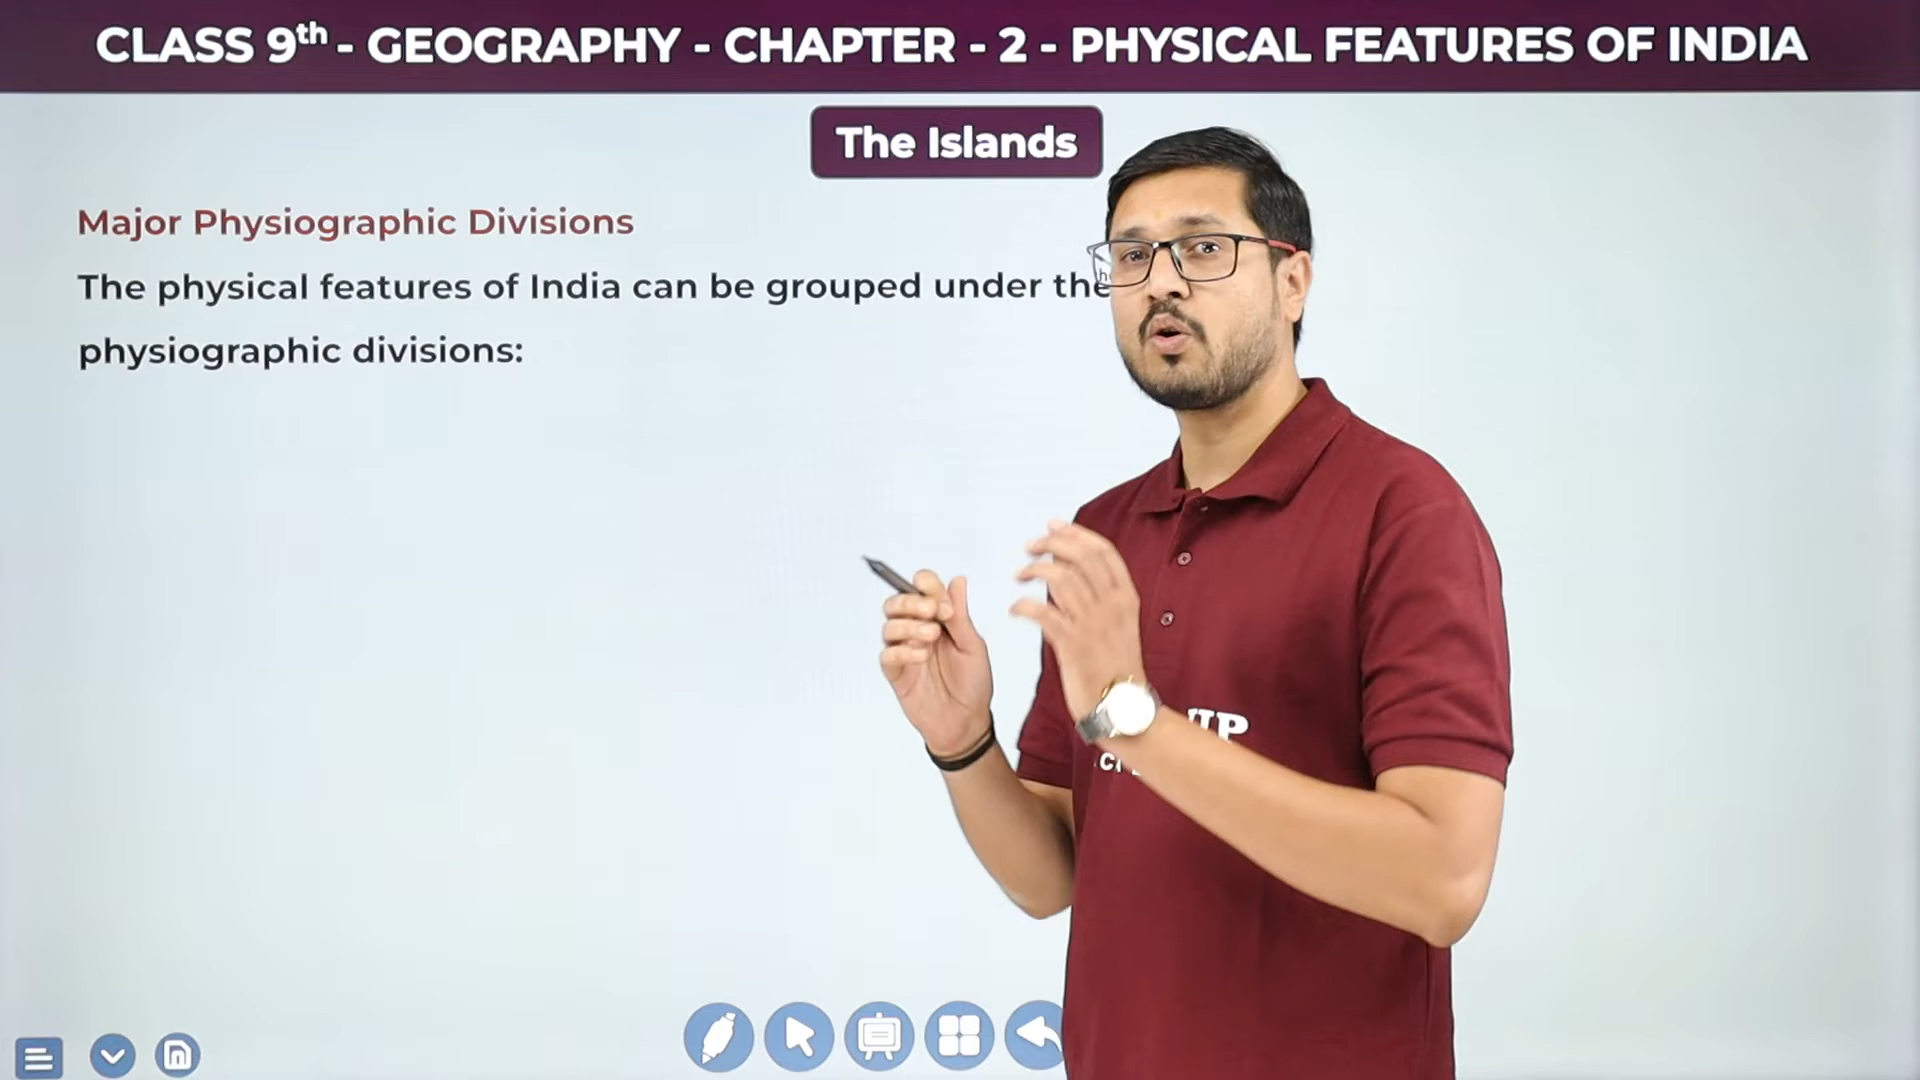 CLASS 9th - GEOGRAPHY - CHAPTER - 2 - PHYSICAL FEATURES OF INDIA
The Islands
Major Physiographic Divisions
The physical features of India can be grouped under the
physiographic divisions: